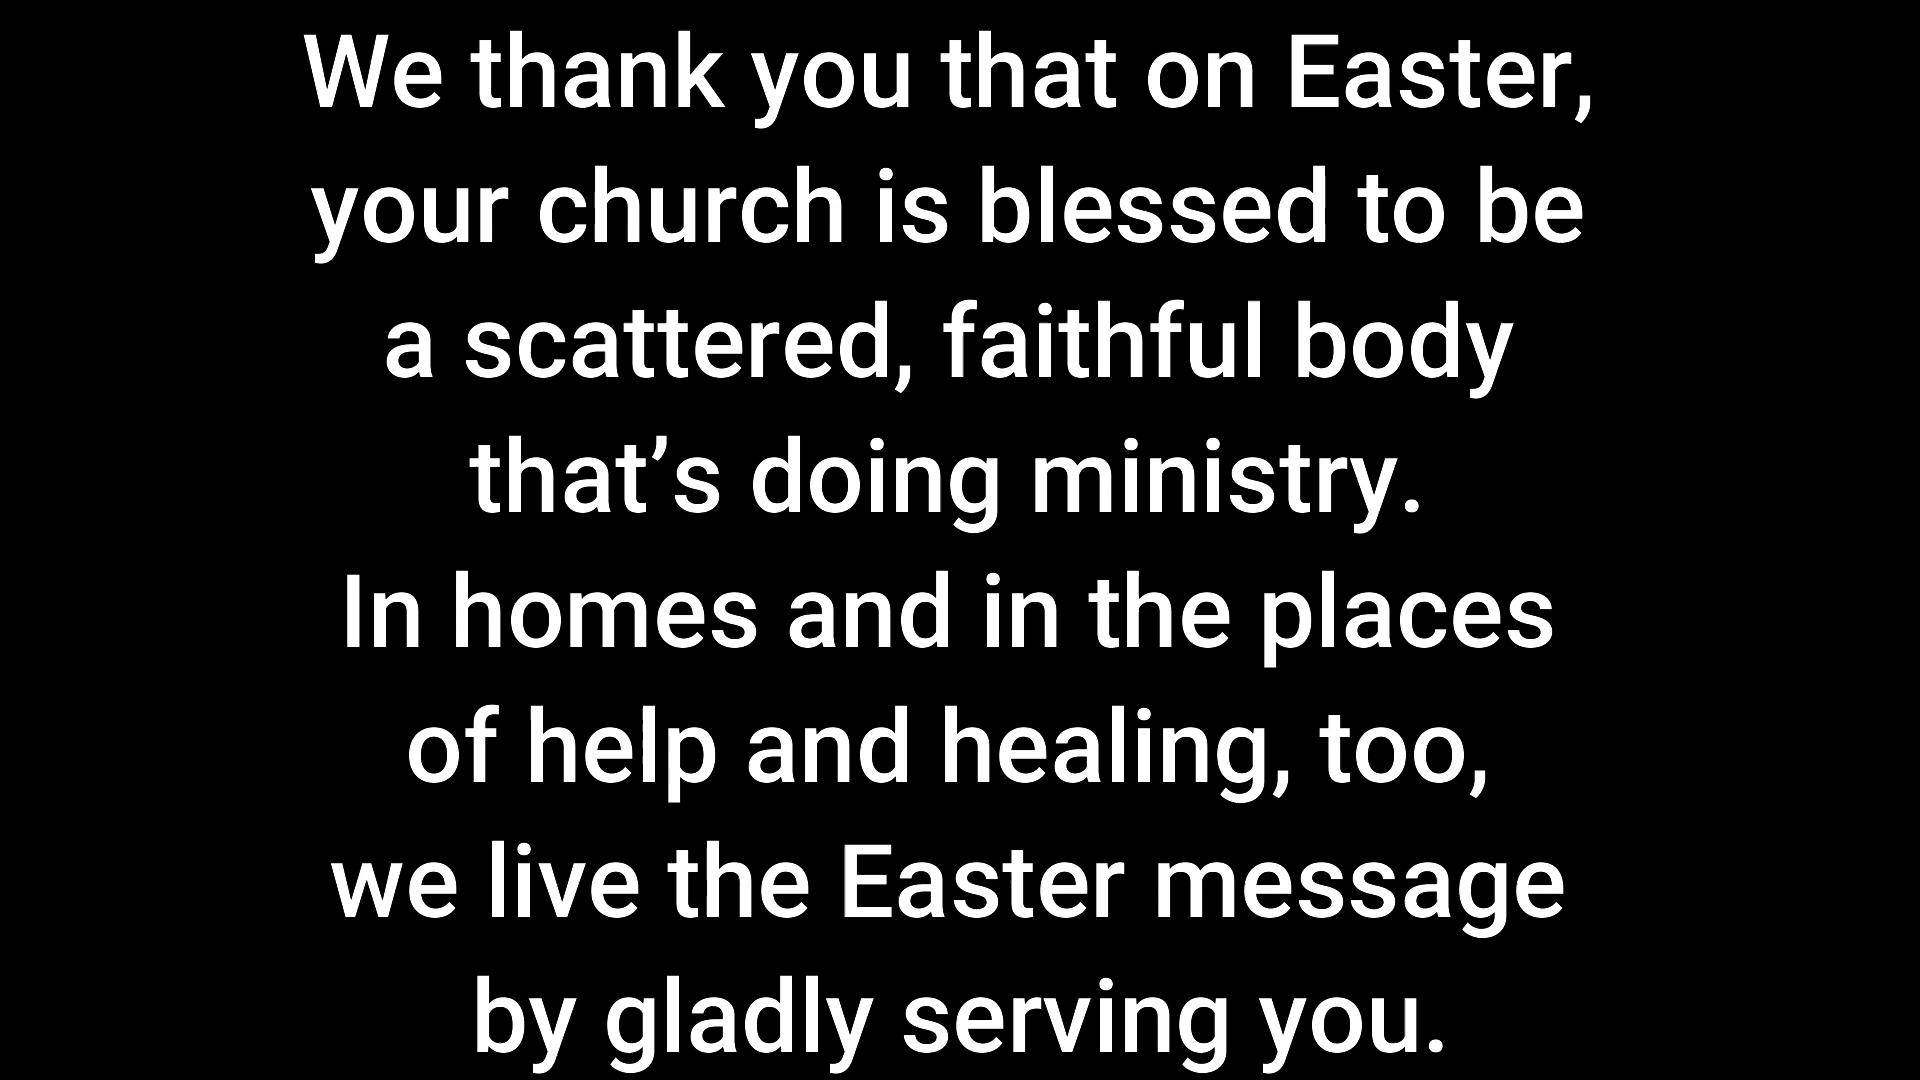 We thank you that on Easter,
your church is blessed to be
a scattered, faithful body
that’s doing ministry.
In homes and in the places
of help and healing, too,
we live the Easter message
by gladly serving you.